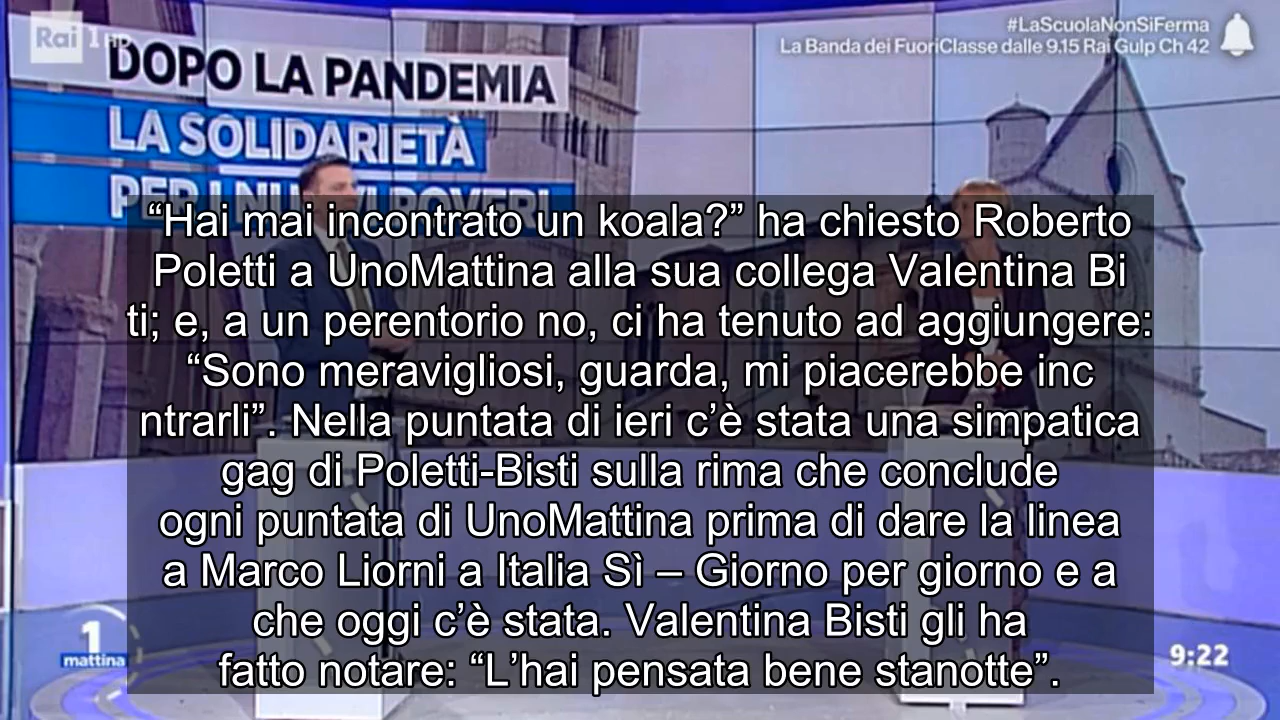 Rai 1 HD
#LaScuolaNonSiFerma
La Banda dei FuoriClasse dalle 9.15 Rai Gulp Ch 42
DOPO LA PANDEMIA
LA SOLIDARIETÀ
PER I NUOVI POVERI
“Hai mai incontrato un koala?” ha chiesto Roberto
Poletti a UnoMattina alla sua collega Valentina Bi
ti; e, a un perentorio no, ci ha tenuto ad aggiungere:
“Sono meravigliosi, guarda, mi piacerebbe inc
ntrarli”. Nella puntata di ieri c’è stata una simpatica
gag di Poletti-Bisti sulla rima che conclude
ogni puntata di UnoMattina prima di dare la linea
a Marco Liorni a Italia Sì – Giorno per giorno e a
che oggi c’è stata. Valentina Bisti gli ha
fatto notare: “L’hai pensata bene stanotte”.
1
mattina
9:22